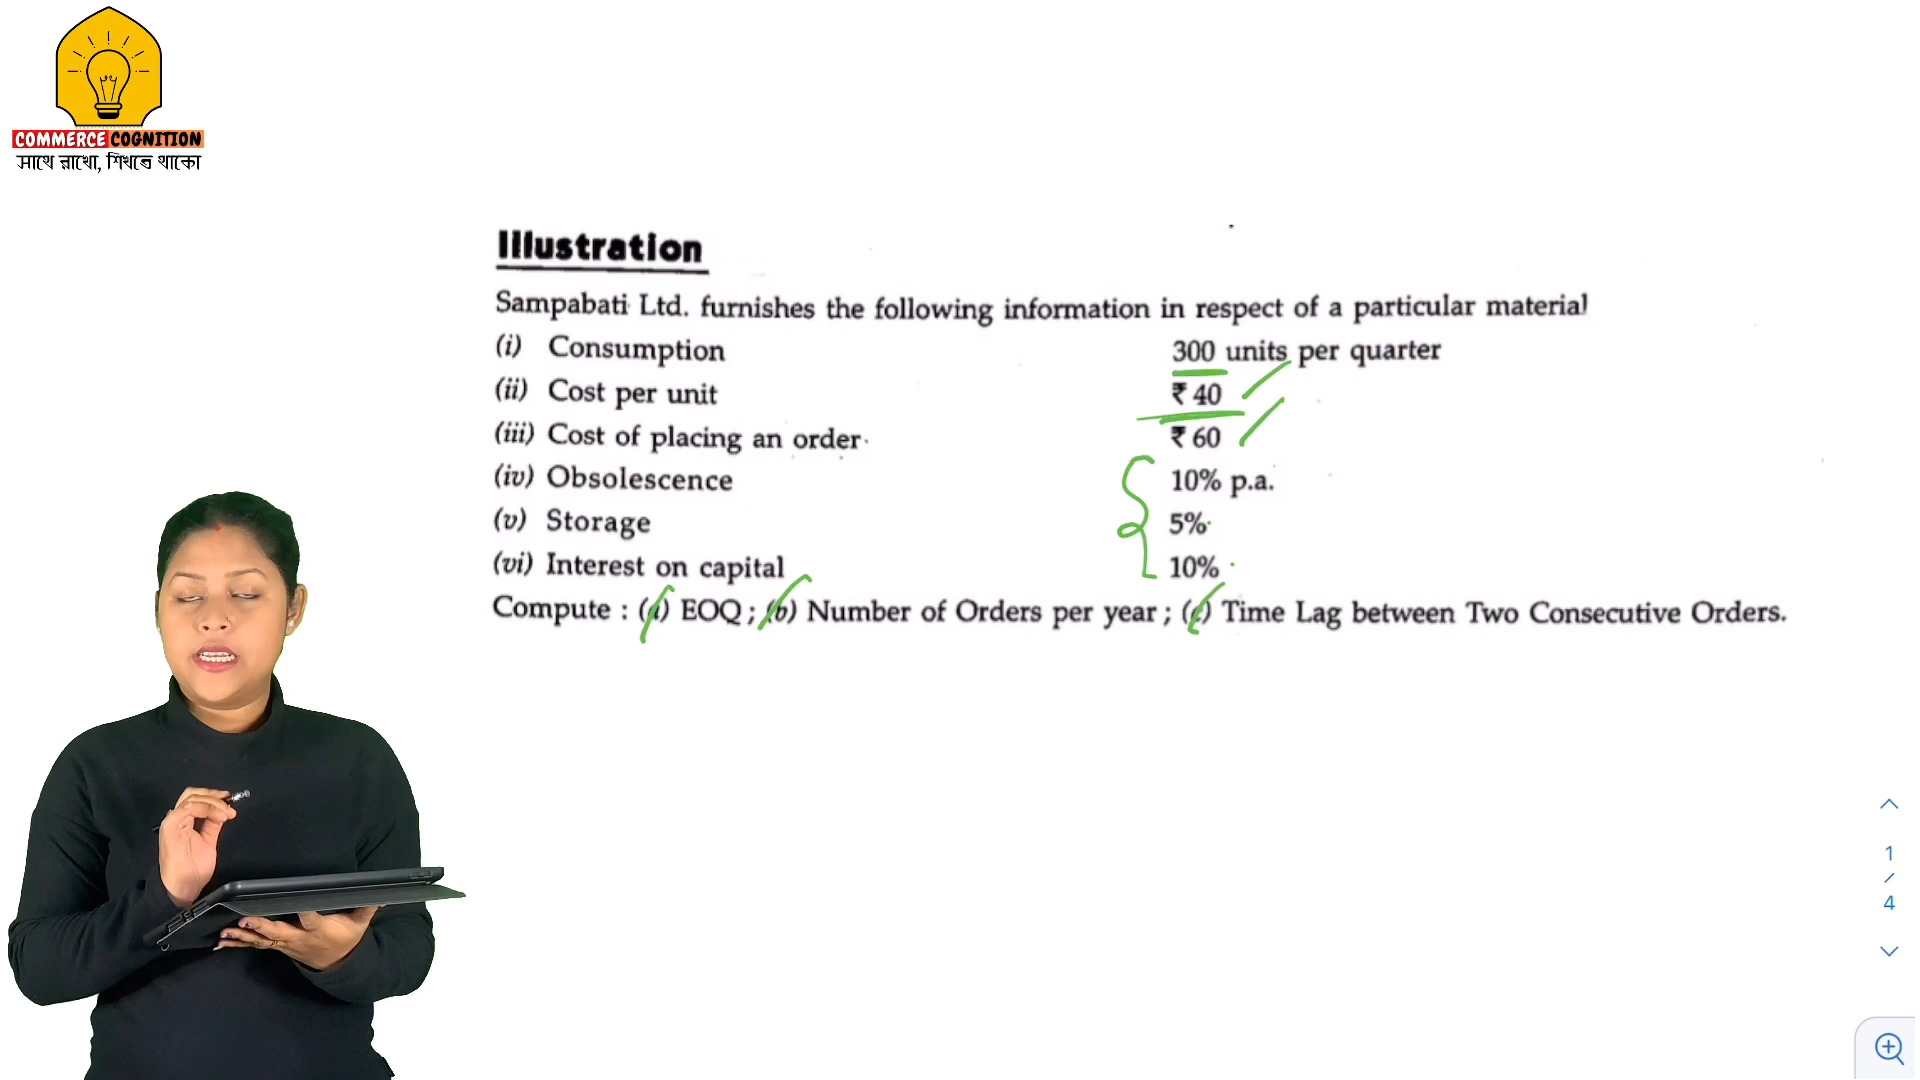 COMMERCE COGNITION
সাথে রাখো, শিখতে থাকো
Illustration
Sampabati Ltd. furnishes the following information in respect of a particular material
(i) Consumption 300 units per quarter
(ii) Cost per unit ₹ 40
(iii) Cost of placing an order ₹ 60
(iv) Obsolescence 10% p.a.
(v) Storage 5%
(vi) Interest on capital 10%
Compute : (a) EOQ ; (b) Number of Orders per year ; (c) Time Lag between Two Consecutive Orders.
1
/
4